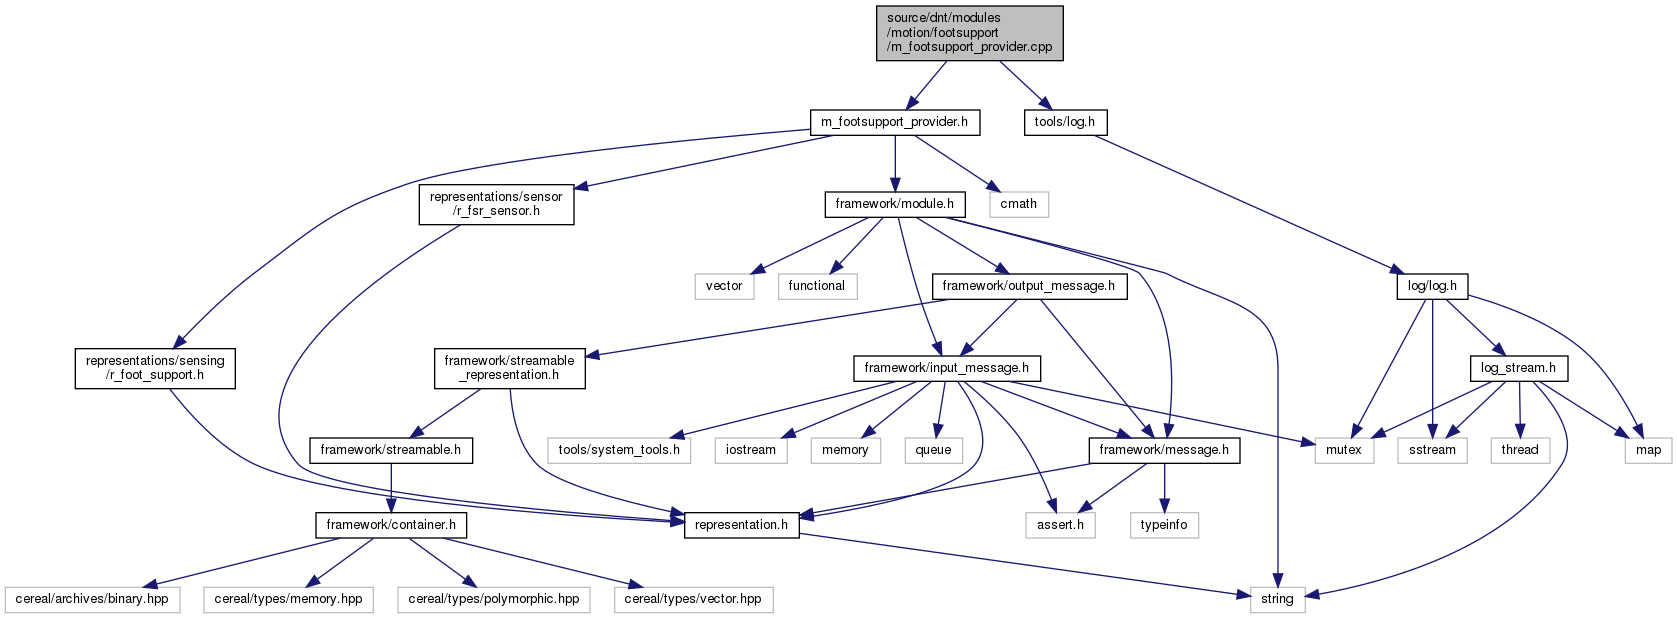 source/dnt/modules
/motion/footsupport
/m_footsupport_provider.cpp
m_footsupport_provider.h
tools/log.h
representations/sensor
/r_fsr_sensor.h
framework/module.h
cmath
vector
functional
framework/output_message.h
log/log.h
representations/sensing
/r_foot_support.h
framework/streamable
_representation.h
framework/input_message.h
log_stream.h
framework/streamable.h
tools/system_tools.h
iostream
memory
queue
framework/message.h
mutex
sstream
thread
map
framework/container.h
representation.h
assert.h
typeinfo
cereal/archives/binary.hpp
cereal/types/memory.hpp
cereal/types/polymorphic.hpp
cereal/types/vector.hpp
string